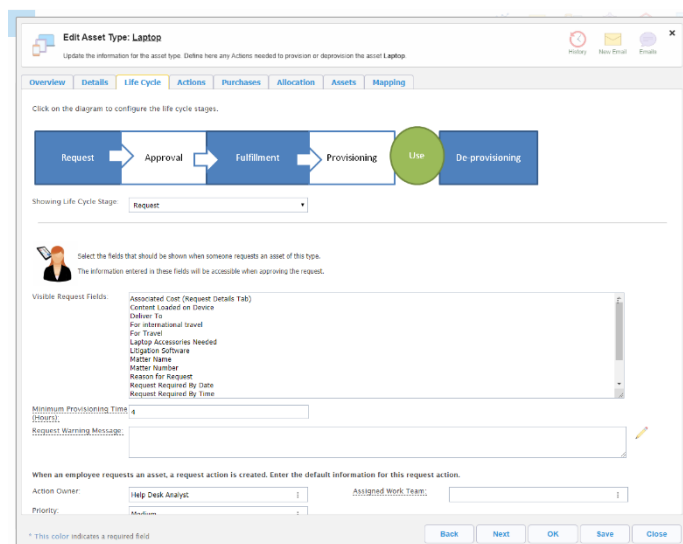 Edit Asset Type: Laptop
Update the information for the asset type. Define here any Actions needed to provision or deprovision the asset Laptop.
History New Email Emails
×
Overview Details Life Cycle Actions Purchases Allocation Assets Mapping
Click on the diagram to configure the life cycle stages.
Request Approval Fulfillment Provisioning Use De-provisioning
Showing Life Cycle Stage: Request
Select the fields that should be shown when someone requests an asset of this type.
The information entered in these fields will be accessible when approving the request.
Visible Request Fields:
Associated Cost (Request Details Tab)
Content Loaded on Device
Deliver To
For international travel
For Travel
Laptop Accessories Needed
Litigation Software
Matter Name
Matter Number
Reason for Request
Request Required By Date
Request Required By Time
Minimum Provisioning Time
(Hours): 4
Request Warning Message:
When an employee requests an asset, a request action is created. Enter the default information for this request action.
Action Owner: Help Desk Analyst Assigned Work Team:
Priority: Medium
* This color indicates a required field
Back Next OK Save Close